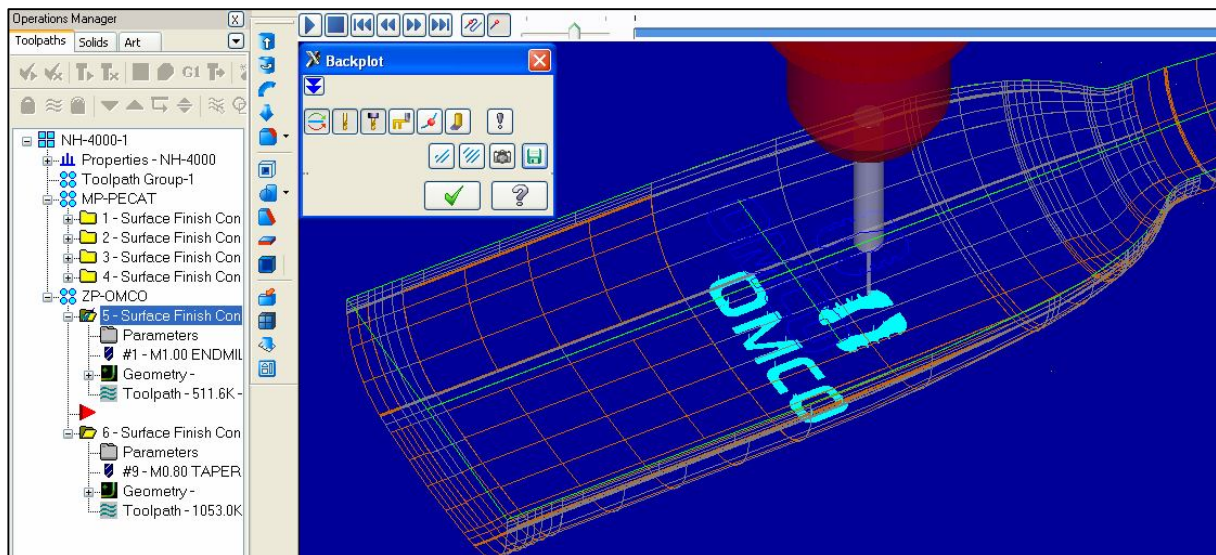 Operations Manager
Toolpaths Solids Art
G1
NH-4000-1
Properties - NH-4000
Toolpath Group-1
MP-PECAT
1 - Surface Finish Con
2 - Surface Finish Con
3 - Surface Finish Con
4 - Surface Finish Con
ZP-OMCO
5 - Surface Finish Con
Parameters
#1 - M1.00 ENDMIL
Geometry -
Toolpath - 511.6K -
6 - Surface Finish Con
Parameters
#9 - M0.80 TAPER
Geometry -
Toolpath - 1053.0K
Backplot
OMCO